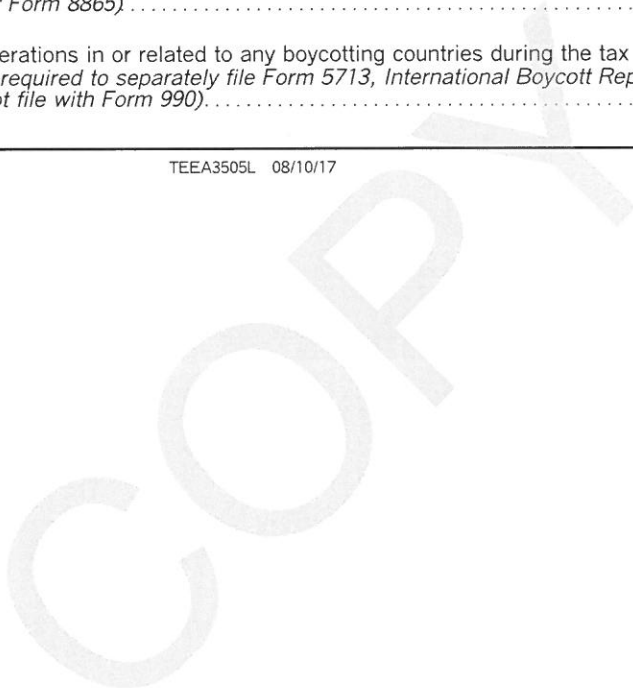 Form 8865)
erations in or related to any boycotting countries during the tax
required to separately file Form 5713, International Boycott Rep
t file with Form 990)
TEEA3505L 08/10/17
COPY